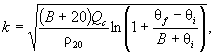 k = √((B + 20)Q_c / ρ_20 ln(1 + (θ_f − θ_i) / (B + θ_i))),